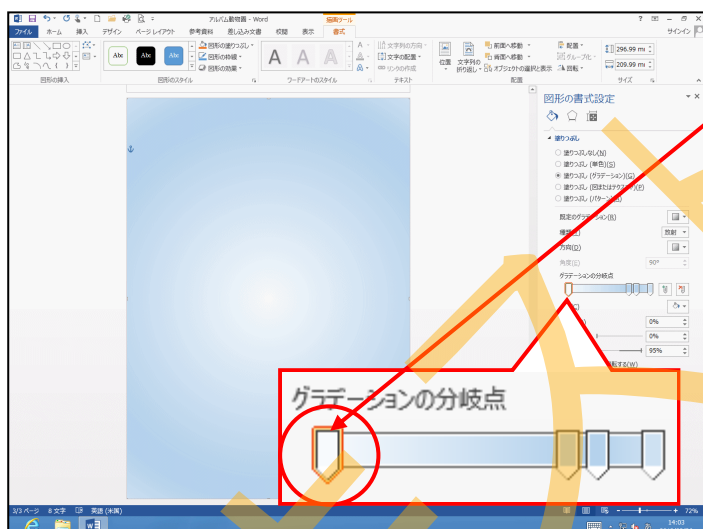 アルバム動物園 - Word
描画ツール
サインイン
ファイル ホーム 挿入 デザイン ページ レイアウト 参考資料 差し込み文書 校閲 表示 書式
Abc Abc Abc
図形の塗りつぶし
図形の枠線
図形の効果
A A A
文字列の方向
文字の配置
リンクの作成
位置
文字列の折り返し
前面へ移動
背面へ移動
オブジェクトの選択と表示
配置
グループ化
回転
296.99 mi
209.99 mm
図形の挿入 図形のスタイル ワードアートのスタイル テキスト 配置 サイズ
図形の書式設定
塗りつぶし
塗りつぶしなし(N)
塗りつぶし (単色)(S)
塗りつぶし (グラデーション)(G)
塗りつぶし (図またはテクスチャ)(P)
塗りつぶし (パターン)
既定のグラデーション(R)
種類 放射
方向(D)
角度(E) 90°
グラデーションの分岐点
0%
0%
95%
転する(W)
グラデーションの分岐点
3/3 ページ 8 文字 英語 (米国) 72%
14:03